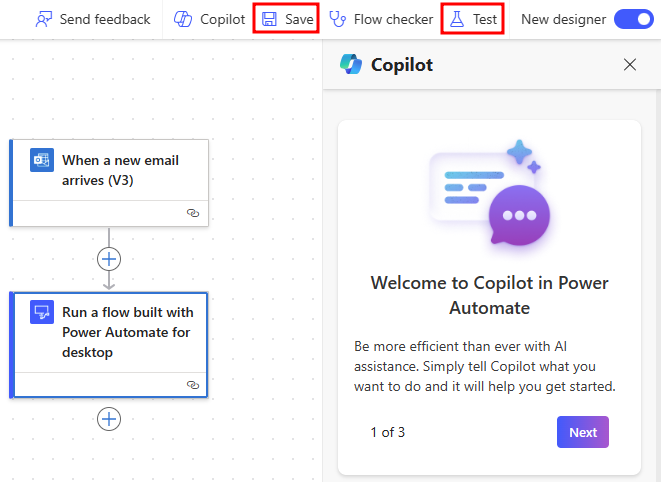 Send feedback Copilot Save Flow checker Test New designer
Copilot
When a new email
arrives (V3)
Run a flow built with
Power Automate for
desktop
Welcome to Copilot in Power
Automate
Be more efficient than ever with AI
assistance. Simply tell Copilot what you
want to do and it will help you get started.
1 of 3 Next